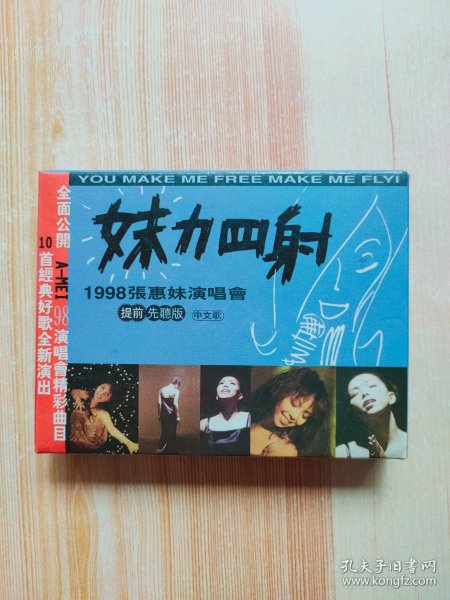 YOU MAKE ME FREE MAKE ME FLY!
妹力四射
1998張惠妹演唱會
提前先聽版 中文歌
全面公開 A-MEI 98演唱會精彩曲目
10首經典好歌全新演出
孔夫子旧书网
www.kongfz.com